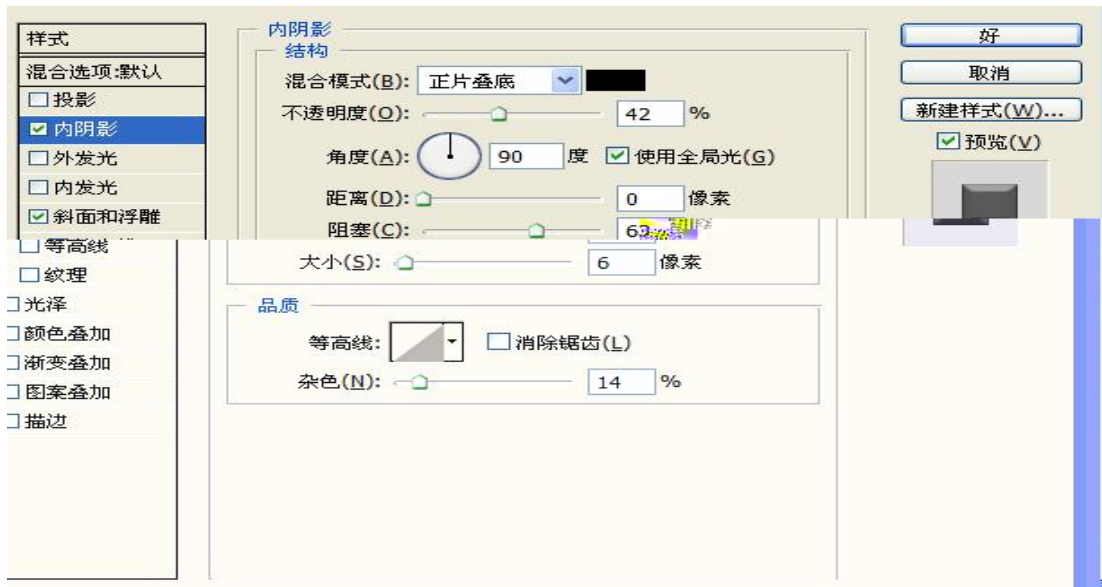 样式
混合选项:默认
投影
内阴影
外发光
内发光
斜面和浮雕
等高线
纹理
光泽
颜色叠加
渐变叠加
图案叠加
描边
内阴影
结构
混合模式(B): 正片叠底
不透明度(O): 42 %
角度(A): 90 度 使用全局光(G)
距离(D): 0 像素
阻塞(C):
大小(S): 6 像素
品质
等高线: 消除锯齿(L)
杂色(N): 14 %
好
取消
新建样式(W)...
预览(V)